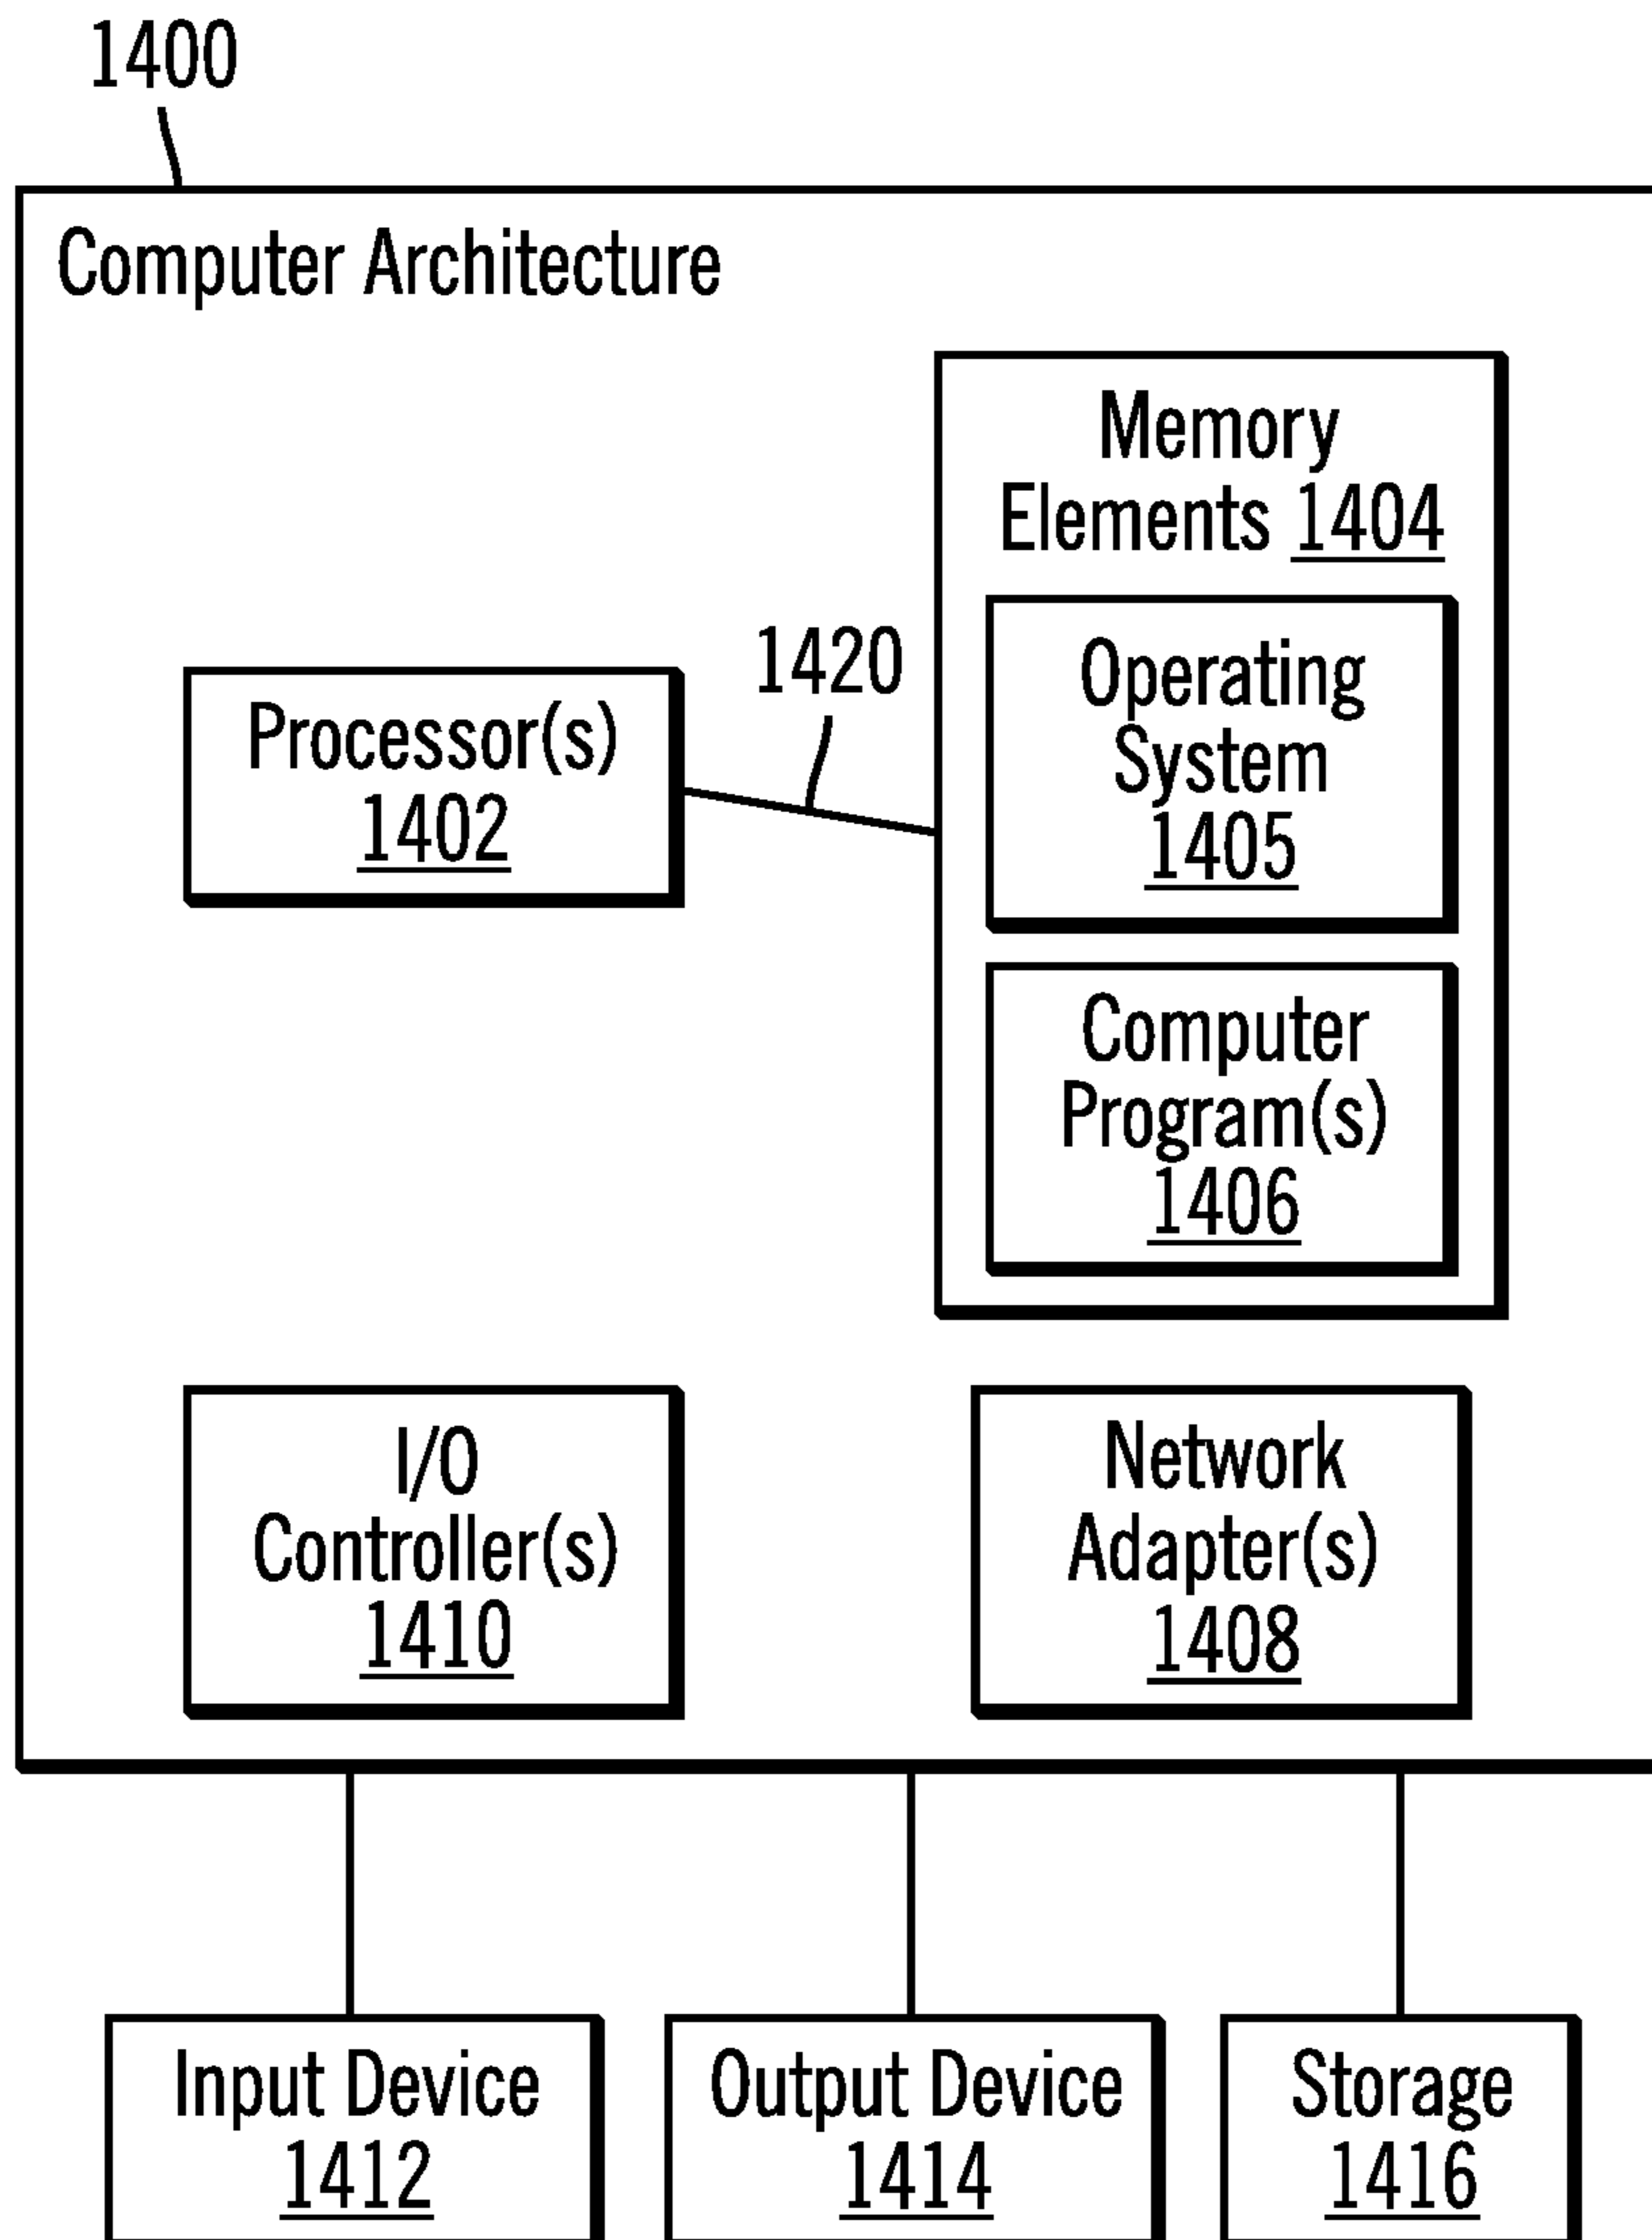 1400
Computer Architecture
Memory
Elements 1404
Operating
System
1405
1420
Processor(s)
1402
Computer
Program(s)
1406
I/O
Controller(s)
1410
Network
Adapter(s)
1408
Input Device
1412
Output Device
1414
Storage
1416